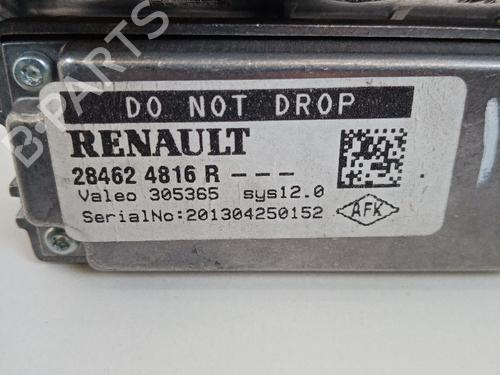 DO NOT DROP
RENAULT
28462 4816 R ---
Valeo 305365 sys12.0
SerialNo:201304250152
AFK
B-PARTS